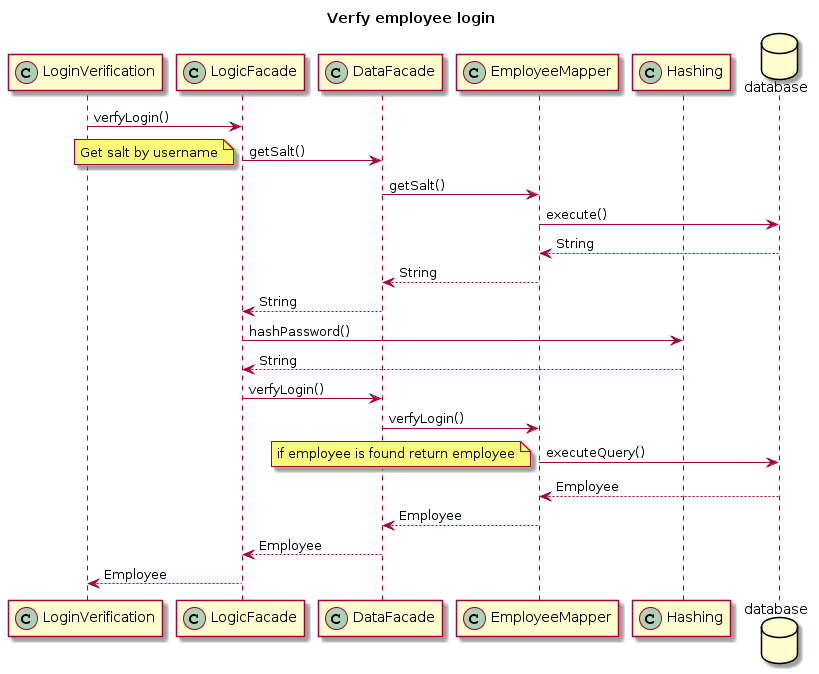 Verfy employee login
C LoginVerification
C LogicFacade
C DataFacade
C EmployeeMapper
C Hashing
database
verfyLogin()
Get salt by username
getSalt()
getSalt()
execute()
String
String
String
hashPassword()
String
verfyLogin()
verfyLogin()
if employee is found return employee
executeQuery()
Employee
Employee
Employee
Employee
C LoginVerification
C LogicFacade
C DataFacade
C EmployeeMapper
C Hashing
database